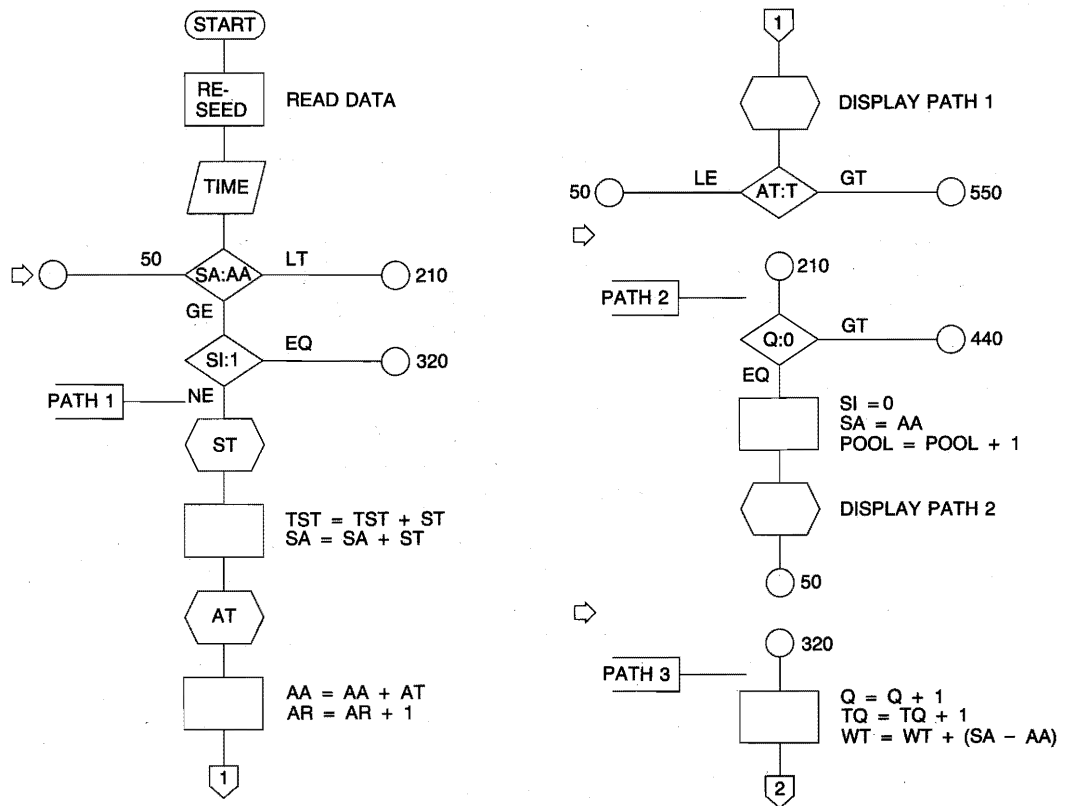 START
RE-
SEED
READ DATA
TIME
50
SA:AA
LT
210
GE
SI:1
EQ
320
PATH 1
NE
ST
TST = TST + ST
SA = SA + ST
AT
AA = AA + AT
AR = AR + 1
1
1
DISPLAY PATH 1
50
LE
AT:T
GT
550
210
PATH 2
Q:0
GT
440
EQ
SI = 0
SA = AA
POOL = POOL + 1
DISPLAY PATH 2
50
320
PATH 3
Q = Q + 1
TQ = TQ + 1
WT = WT + (SA − AA)
2